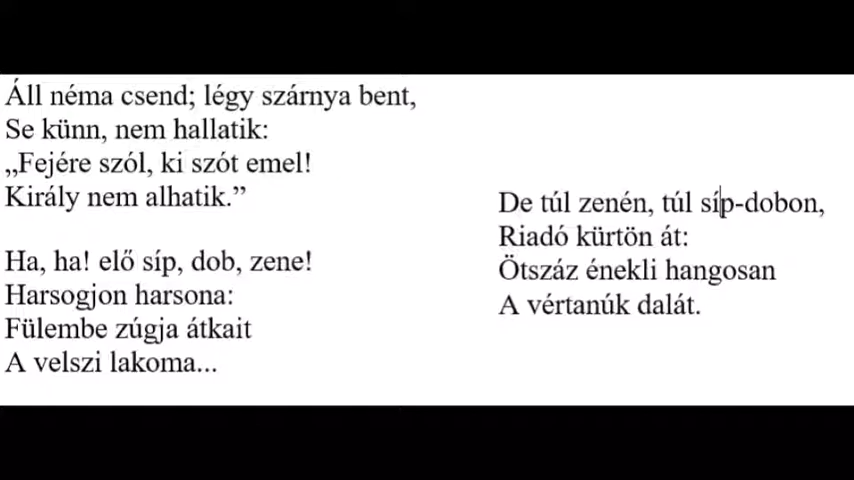 Áll néma csend; légy szárnya bent,
Se künn, nem hallatik:
„Fejére szól, ki szót emel!
Király nem alhatik.”
Ha, ha! elő síp, dob, zene!
Harsogjon harsona:
Fülembe zúgja átkait
A velszi lakoma...
De túl zenén, túl síp-dobon,
Riadó kürtön át:
Ötszáz énekli hangosan
A vértanúk dalát.